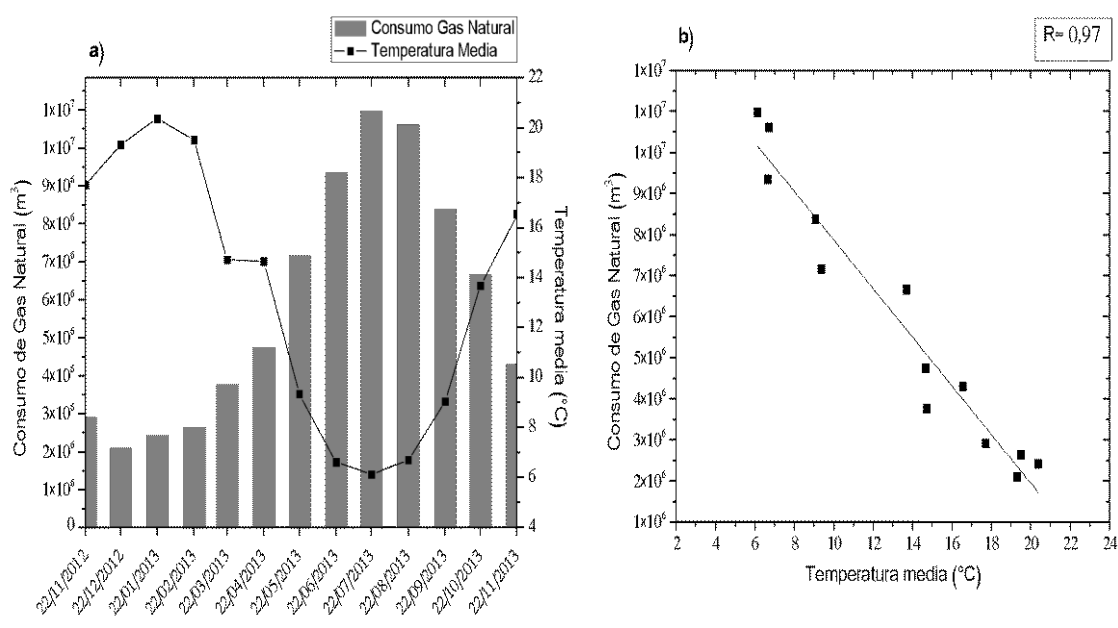 a)
Consumo Gas Natural
Temperatura Media
Consumo de Gas Natural (m³)
1x10⁷
1x10⁷
9x10⁶
8x10⁶
7x10⁶
6x10⁶
5x10⁶
4x10⁶
3x10⁶
2x10⁶
1x10⁶
0
22
20
18
16
14
12
10
8
6
4
Temperatura media (°C)
22/11/2012
22/12/2012
22/01/2013
22/02/2013
22/03/2013
22/04/2013
22/05/2013
22/06/2013
22/07/2013
22/08/2013
22/09/2013
22/10/2013
22/11/2013
b)
R= 0,97
Consumo de Gas Natural (m³)
1x10⁷
1x10⁷
9x10⁶
8x10⁶
7x10⁶
6x10⁶
5x10⁶
4x10⁶
3x10⁶
2x10⁶
1x10⁶
2 4 6 8 10 12 14 16 18 20 22 24
Temperatura media (°C)